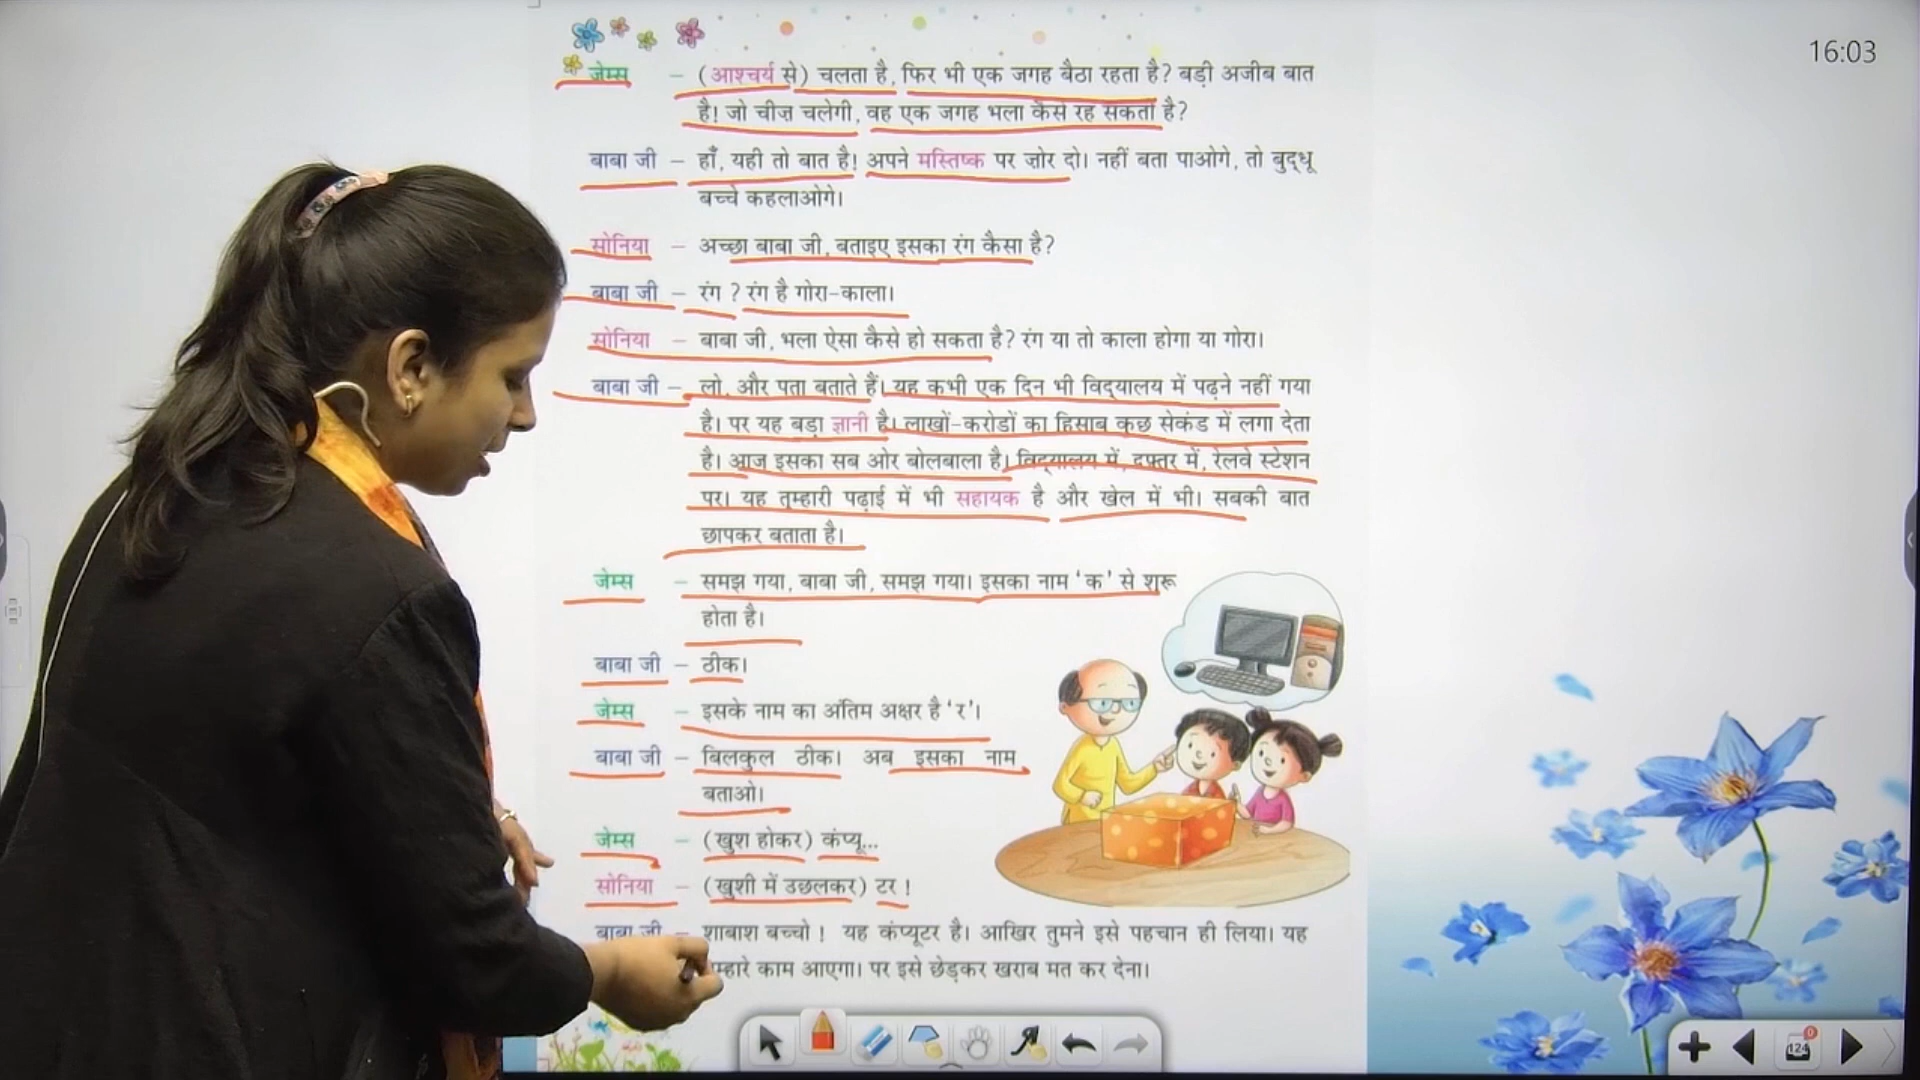 16:03
जेम्स – (आश्चर्य से) चलता है, फिर भी एक जगह बैठा रहता है? बड़ी अजीब बात
है! जो चीज़ चलेगी, वह एक जगह भला कैसे रह सकता है?
बाबा जी – हाँ, यही तो बात है! अपने मस्तिष्क पर ज़ोर दो। नहीं बता पाओगे, तो बुद्धू
बच्चे कहलाओगे।
सोनिया – अच्छा बाबा जी, बताइए इसका रंग कैसा है?
बाबा जी – रंग ? रंग है गोरा-काला।
सोनिया – बाबा जी, भला ऐसा कैसे हो सकता है? रंग या तो काला होगा या गोरा।
बाबा जी – लो, और पता बताते हैं। यह कभी एक दिन भी विद्यालय में पढ़ने नहीं गया
है। पर यह बड़ा ज्ञानी है। लाखों-करोडों का हिसाब कुछ सेकंड में लगा देता
है। आज इसका सब ओर बोलबाला है। विद्यालय में, दफ़्तर में, रेलवे स्टेशन
पर। यह तुम्हारी पढ़ाई में भी सहायक है और खेल में भी। सबकी बात
छापकर बताता है।
जेम्स – समझ गया, बाबा जी, समझ गया। इसका नाम ‘क’ से शुरू
होता है।
बाबा जी – ठीक।
जेम्स – इसके नाम का अंतिम अक्षर है ‘र’।
बाबा जी – बिलकुल ठीक। अब इसका नाम
बताओ।
जेम्स – (खुश होकर) कंप्यू...
सोनिया – (खुशी में उछलकर) टर !
बाबा जी – शाबाश बच्चो ! यह कंप्यूटर है। आखिर तुमने इसे पहचान ही लिया। यह
म्हारे काम आएगा। पर इसे छेड़कर खराब मत कर देना।
124
0